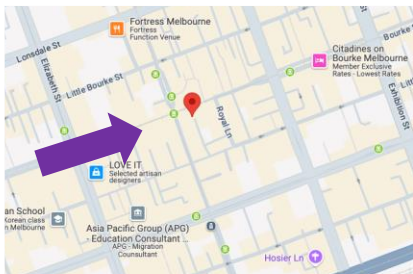 Fortress Melbourne
Fortress
Function Venue
Lonsdale St
Bourke
Citadines on
Bourke Melbourne
Member Exclusive
Rates - Lowest Rates
Elizabeth St
Little Bourke St
Exhibition St
Royal Ln
LOVE IT
Selected artisan
designers
an School
Korean class
n Melbourne
Asia Pacific Group (APG)
- Education Consultant ...
APG - Migration
Counsultant
Hosier Ln